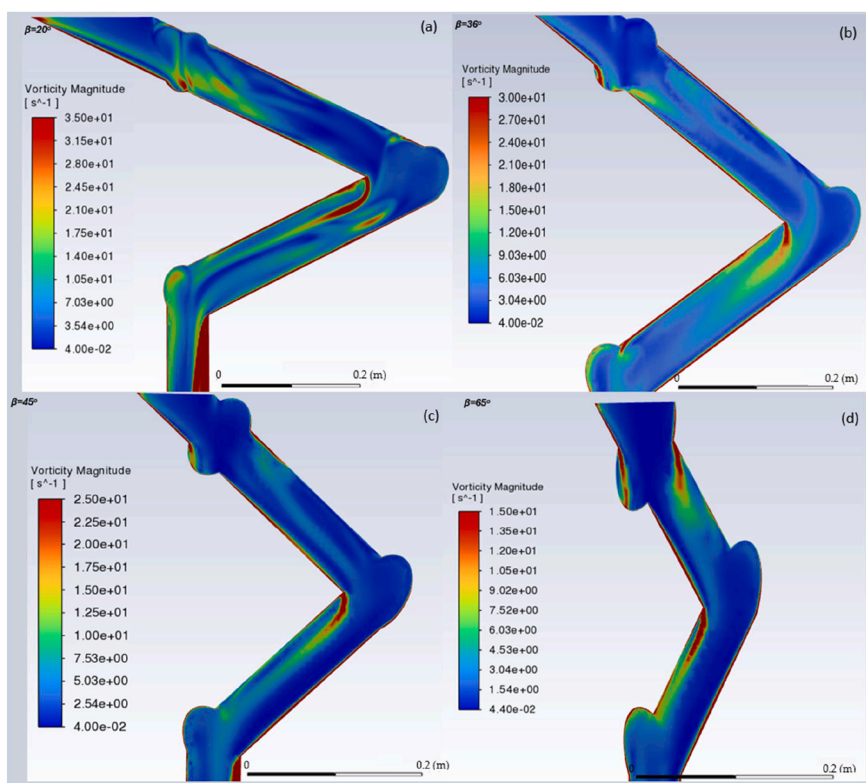 β=20°
(a)
Vorticity Magnitude
[ s^-1 ]
3.50e+01
3.15e+01
2.80e+01
2.45e+01
2.10e+01
1.75e+01
1.40e+01
1.05e+01
7.03e+00
3.54e+00
4.00e-02
0
0.2 (m)
β=36°
(b)
Vorticity Magnitude
[ s^-1 ]
3.00e+01
2.70e+01
2.40e+01
2.10e+01
1.80e+01
1.50e+01
1.20e+01
9.03e+00
6.03e+00
3.04e+00
4.00e-02
0
0.2 (m)
β=45°
(c)
Vorticity Magnitude
[ s^-1 ]
2.50e+01
2.25e+01
2.00e+01
1.75e+01
1.50e+01
1.25e+01
1.00e+01
7.53e+00
5.03e+00
2.54e+00
4.00e-02
0
0.2 (m)
β=65°
(d)
Vorticity Magnitude
[ s^-1 ]
1.50e+01
1.35e+01
1.20e+01
1.05e+01
9.02e+00
7.52e+00
6.03e+00
4.53e+00
3.04e+00
1.54e+00
4.40e-02
0
0.2 (m)